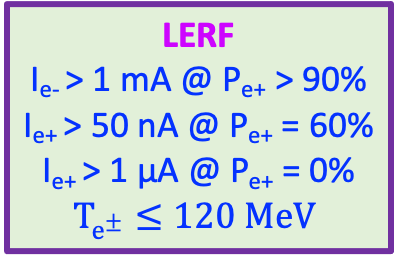 LERF
Iₑ₋ > 1 mA @ Pₑ₊ > 90%
Iₑ₊ > 50 nA @ Pₑ₊ = 60%
Iₑ₊ > 1 µA @ Pₑ₊ = 0%
Tₑ± ≤ 120 MeV